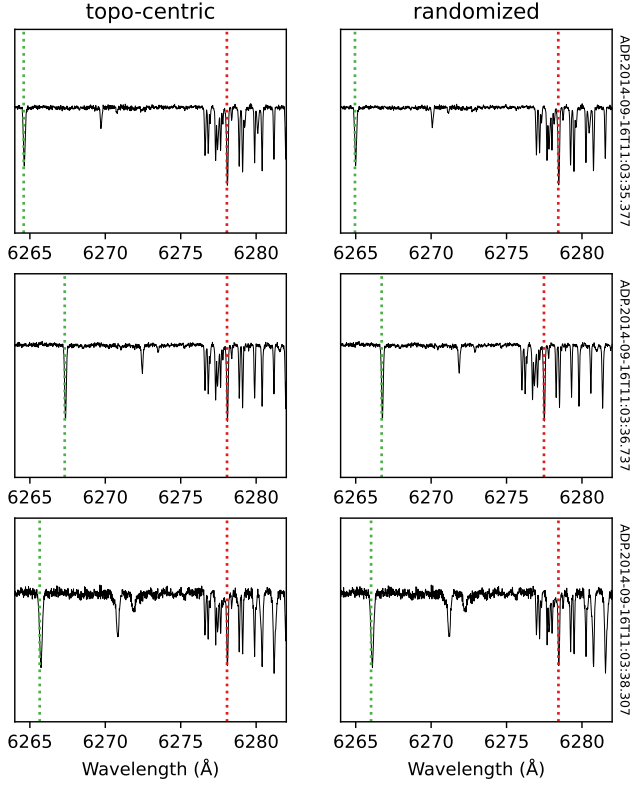 topo-centric randomized
6265 6270 6275 6280 6265 6270 6275 6280
ADP.2014-09-16T11:03:35.377
6265 6270 6275 6280 6265 6270 6275 6280
ADP.2014-09-16T11:03:36.737
6265 6270 6275 6280 6265 6270 6275 6280
ADP.2014-09-16T11:03:38.307
Wavelength (Å) Wavelength (Å)